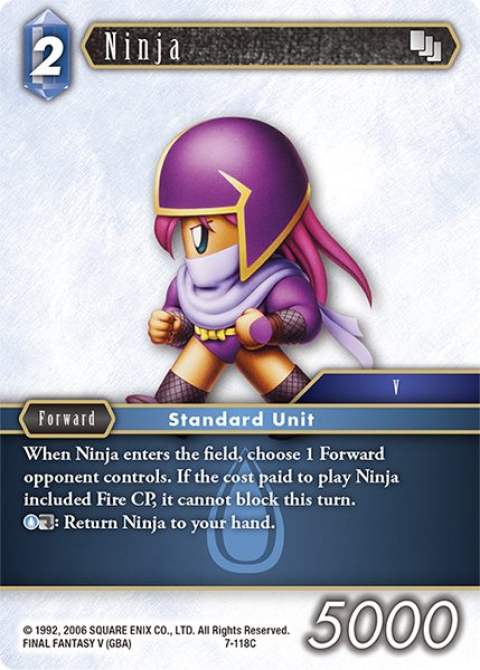 2
Ninja
V
Forward
Standard Unit
When Ninja enters the field, choose 1 Forward
opponent controls. If the cost paid to play Ninja
included Fire CP, it cannot block this turn.
: Return Ninja to your hand.
© 1992, 2006 SQUARE ENIX CO., LTD. All Rights Reserved.
FINAL FANTASY V (GBA)
7-118C
5000